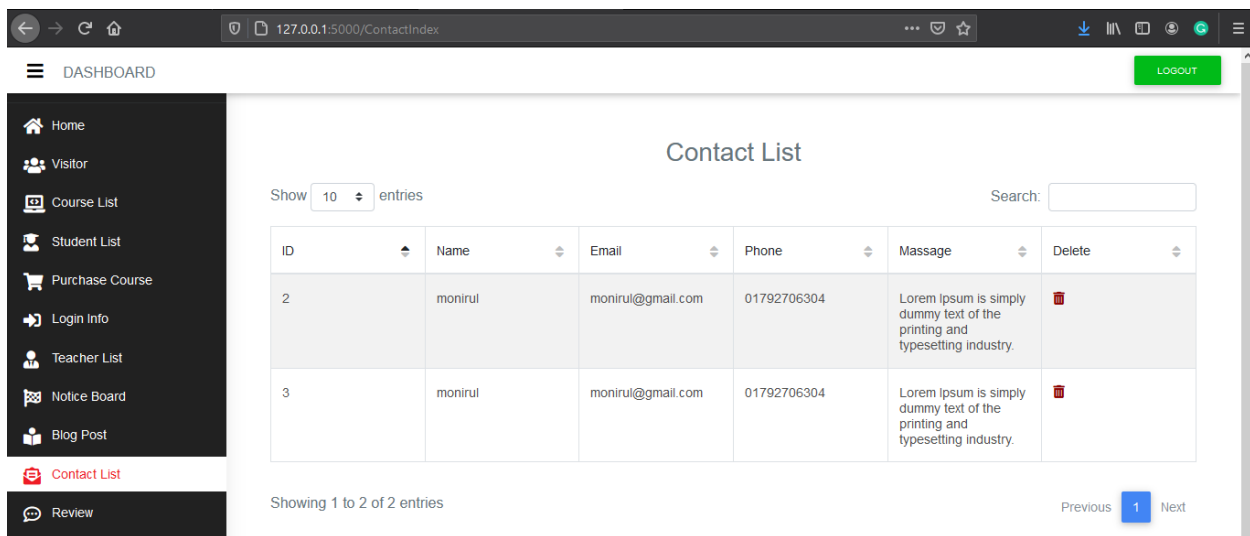 127.0.0.1:5000/ContactIndex
DASHBOARD
LOGOUT
Home
Visitor
Course List
Student List
Purchase Course
Login Info
Teacher List
Notice Board
Blog Post
Contact List
Review
Contact List
Show 10 entries
Search:
ID Name Email Phone Massage Delete
2 monirul monirul@gmail.com 01792706304 Lorem Ipsum is simply
dummy text of the
printing and
typesetting industry.
3 monirul monirul@gmail.com 01792706304 Lorem Ipsum is simply
dummy text of the
printing and
typesetting industry.
Showing 1 to 2 of 2 entries
Previous 1 Next